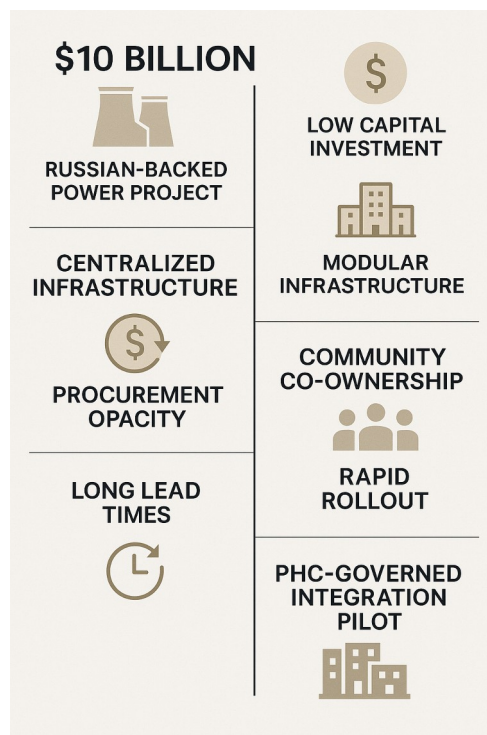 $10 BILLION
RUSSIAN-BACKED
POWER PROJECT
CENTRALIZED
INFRASTRUCTURE
$
PROCUREMENT
OPACITY
LONG LEAD
TIMES
$
LOW CAPITAL
INVESTMENT
MODULAR
INFRASTRUCTURE
COMMUNITY
CO-OWNERSHIP
RAPID
ROLLOUT
PHC-GOVERNED
INTEGRATION
PILOT